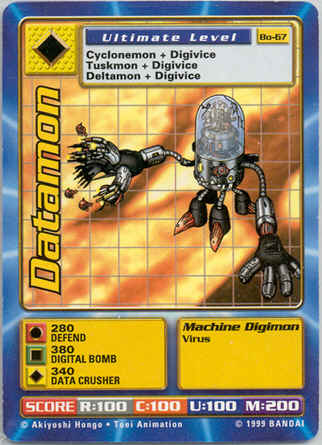 Ultimate Level
Bo-67
Cyclonemon + Digivice
Tuskmon + Digivice
Deltamon + Digivice
Datamon
280
DEFEND
380
DIGITAL BOMB
340
DATA CRUSHER
Machine Digimon
Virus
SCORE R:100 C:100 U:100 M:200
© Akiyoshi Hongo • Toei Animation
© 1999 BANDAI